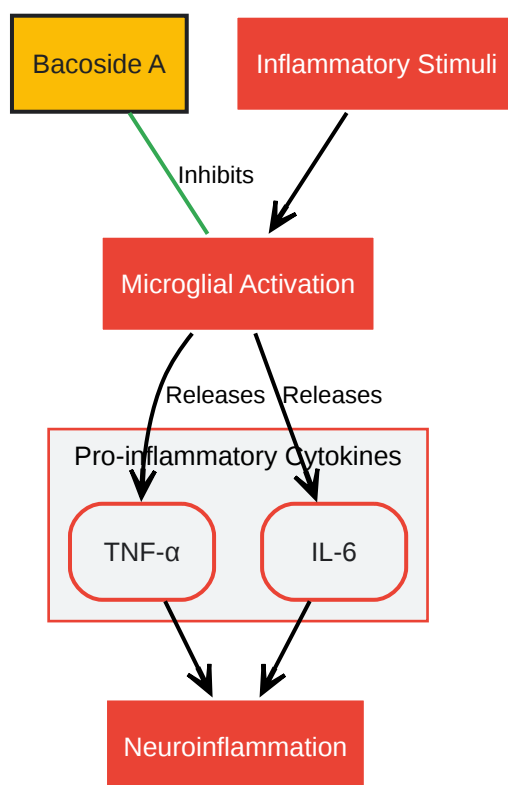 Bacoside A
Inflammatory Stimuli
Inhibits
Microglial Activation
Releases
Releases
Pro-inflammatory Cytokines
TNF-α
IL-6
Neuroinflammation